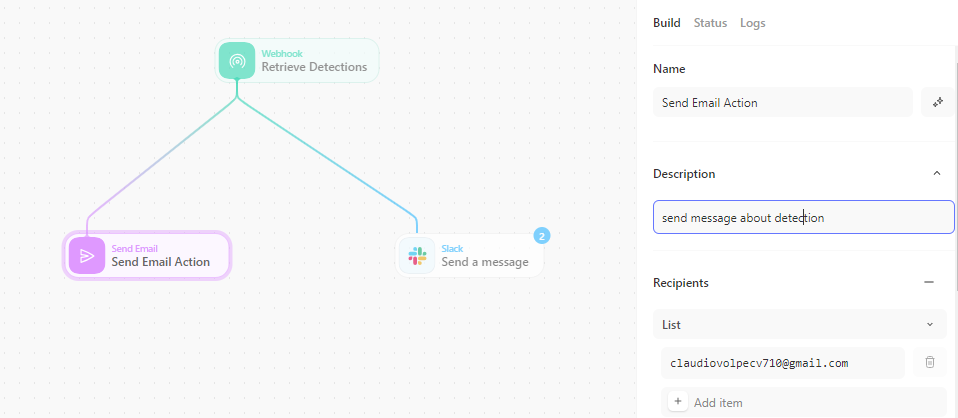 Webhook
Retrieve Detections
Send Email
Send Email Action
2
Slack
Send a message
Build Status Logs
Name
Send Email Action
Description
send message about detection
Recipients
List
claudiovolpecv710@gmail.com
Add item